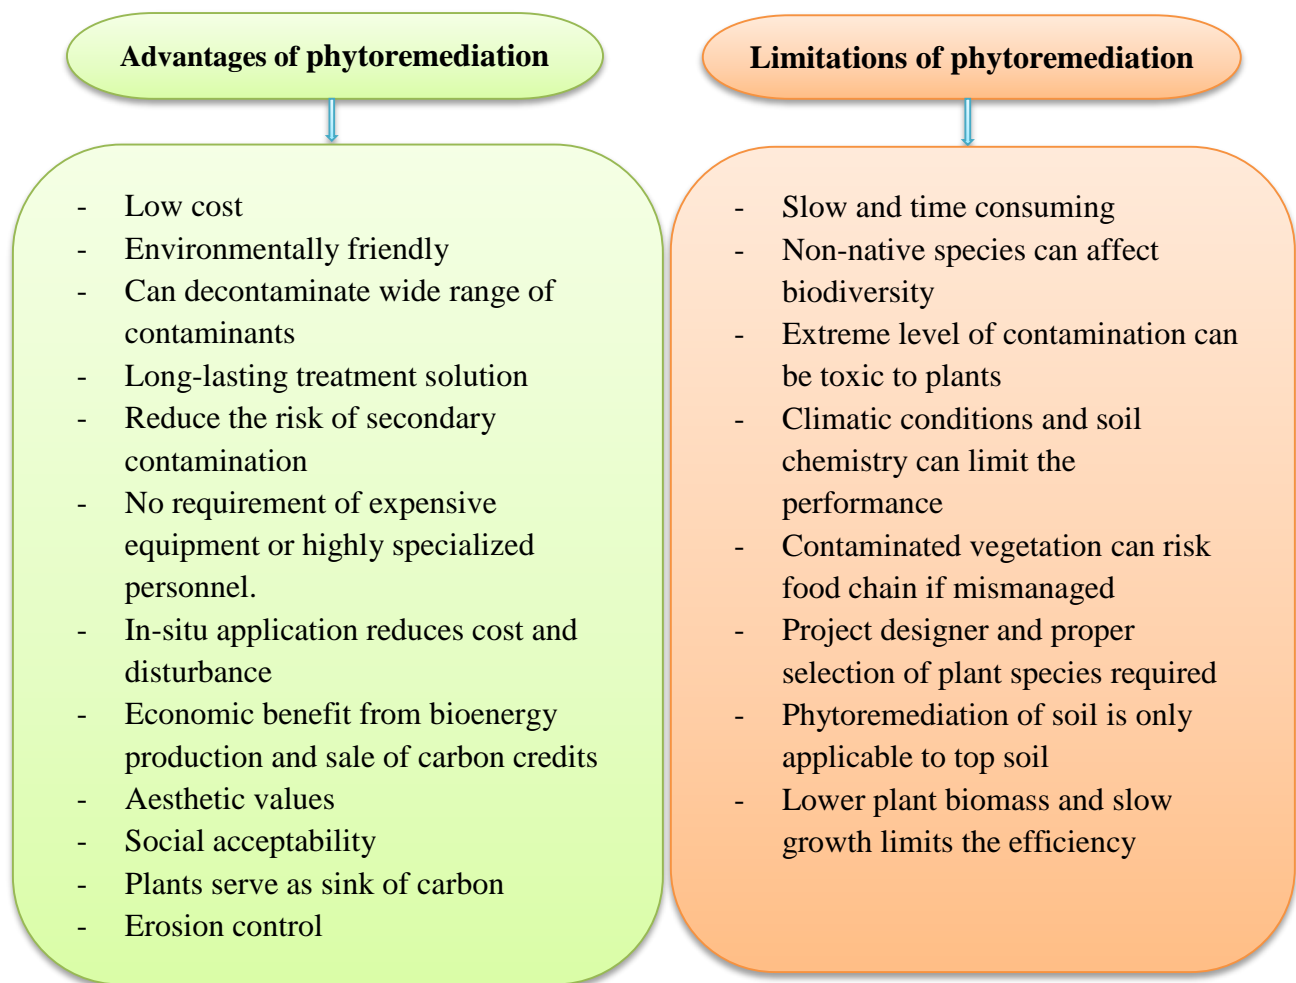 Advantages of phytoremediation
- Low cost
- Environmentally friendly
- Can decontaminate wide range of
contaminants
- Long-lasting treatment solution
- Reduce the risk of secondary
contamination
- No requirement of expensive
equipment or highly specialized
personnel.
- In-situ application reduces cost and
disturbance
- Economic benefit from bioenergy
production and sale of carbon credits
- Aesthetic values
- Social acceptability
- Plants serve as sink of carbon
- Erosion control
Limitations of phytoremediation
- Slow and time consuming
- Non-native species can affect
biodiversity
- Extreme level of contamination can
be toxic to plants
- Climatic conditions and soil
chemistry can limit the
performance
- Contaminated vegetation can risk
food chain if mismanaged
- Project designer and proper
selection of plant species required
- Phytoremediation of soil is only
applicable to top soil
- Lower plant biomass and slow
growth limits the efficiency